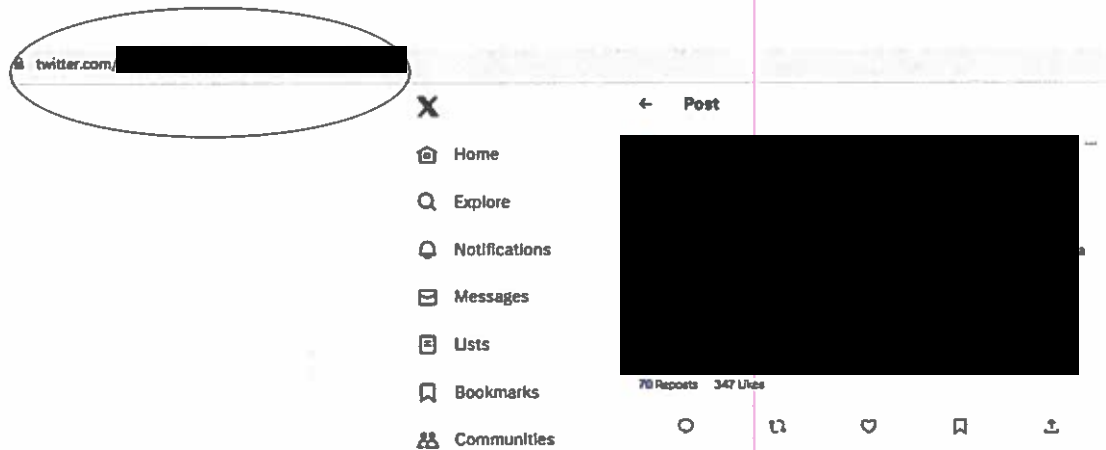 twitter.com/
X
Home
Explore
Notifications
Messages
Lists
Bookmarks
Communities
← Post
70 Reposts 347 Likes